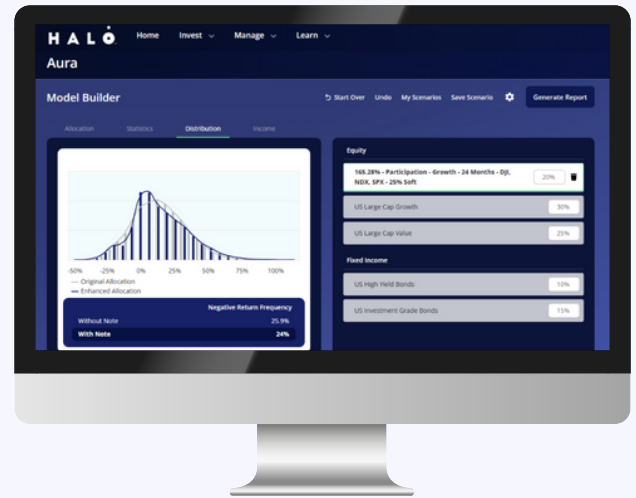 HALO Home Invest Manage Learn
Aura
Model Builder Start Over Undo My Scenarios Save Scenario Generate Report
Allocation Statistics Distribution Income
-50% -25% 0% 25% 50% 75% 100%
Original Allocation
Enhanced Allocation
Negative Return Frequency
Without Note 25.9%
With Note 24%
Equity
165.28% - Participation - Growth - 24 Months - DJI,
NDX, SPX - 25% Soft
20%
US Large Cap Growth 30%
US Large Cap Value 25%
Fixed Income
US High Yield Bonds 10%
US Investment Grade Bonds 15%